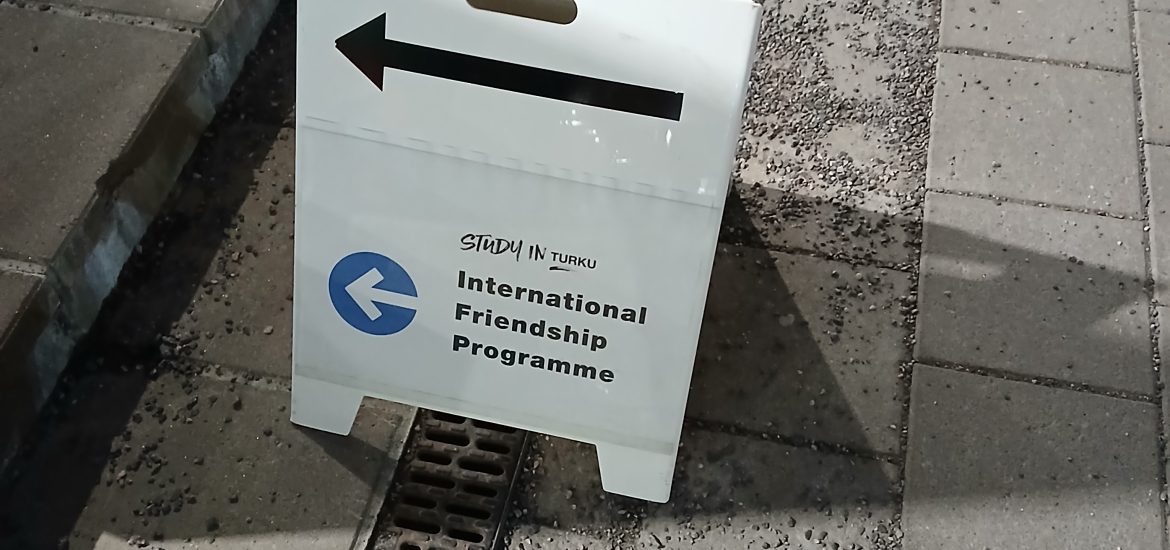 STUDY IN TURKU
International
Friendship
Programme